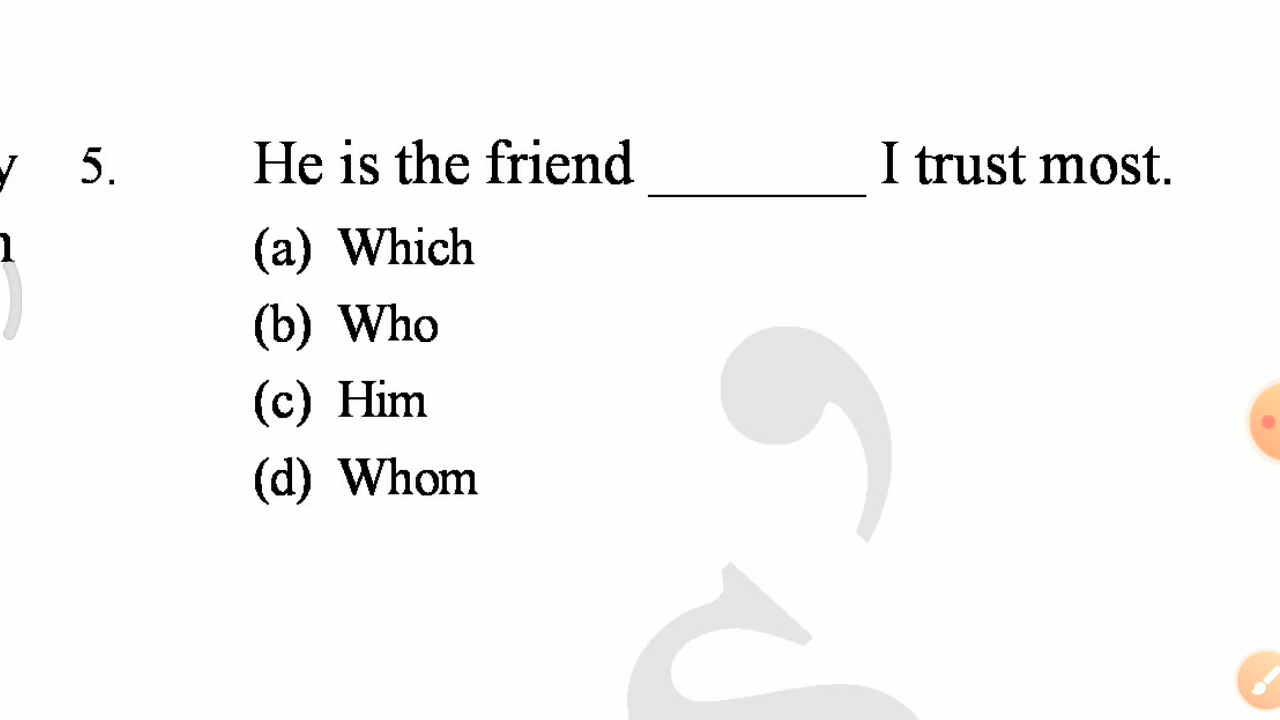 y 5. He is the friend ________ I trust most.
(a) Which
(b) Who
(c) Him
(d) Whom